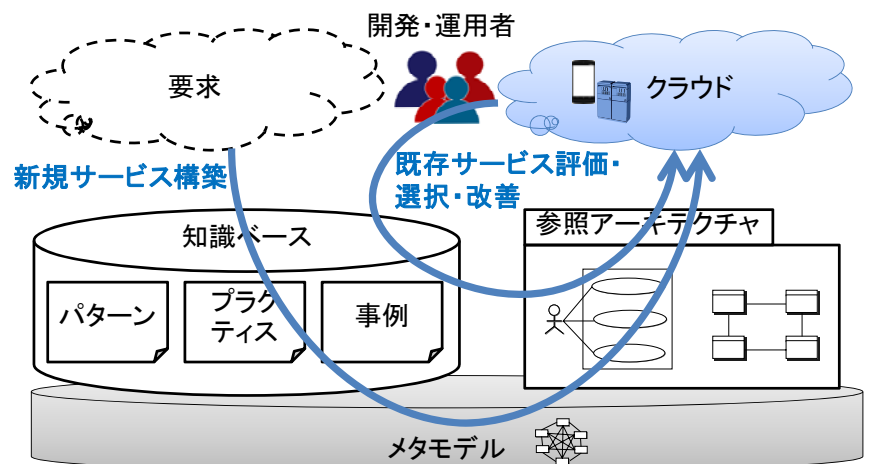 開発・運用者
要求
クラウド
新規サービス構築
既存サービス評価・
選択・改善
知識ベース
参照アーキテクチャ
パターン
プラク
ティス
事例
メタモデル